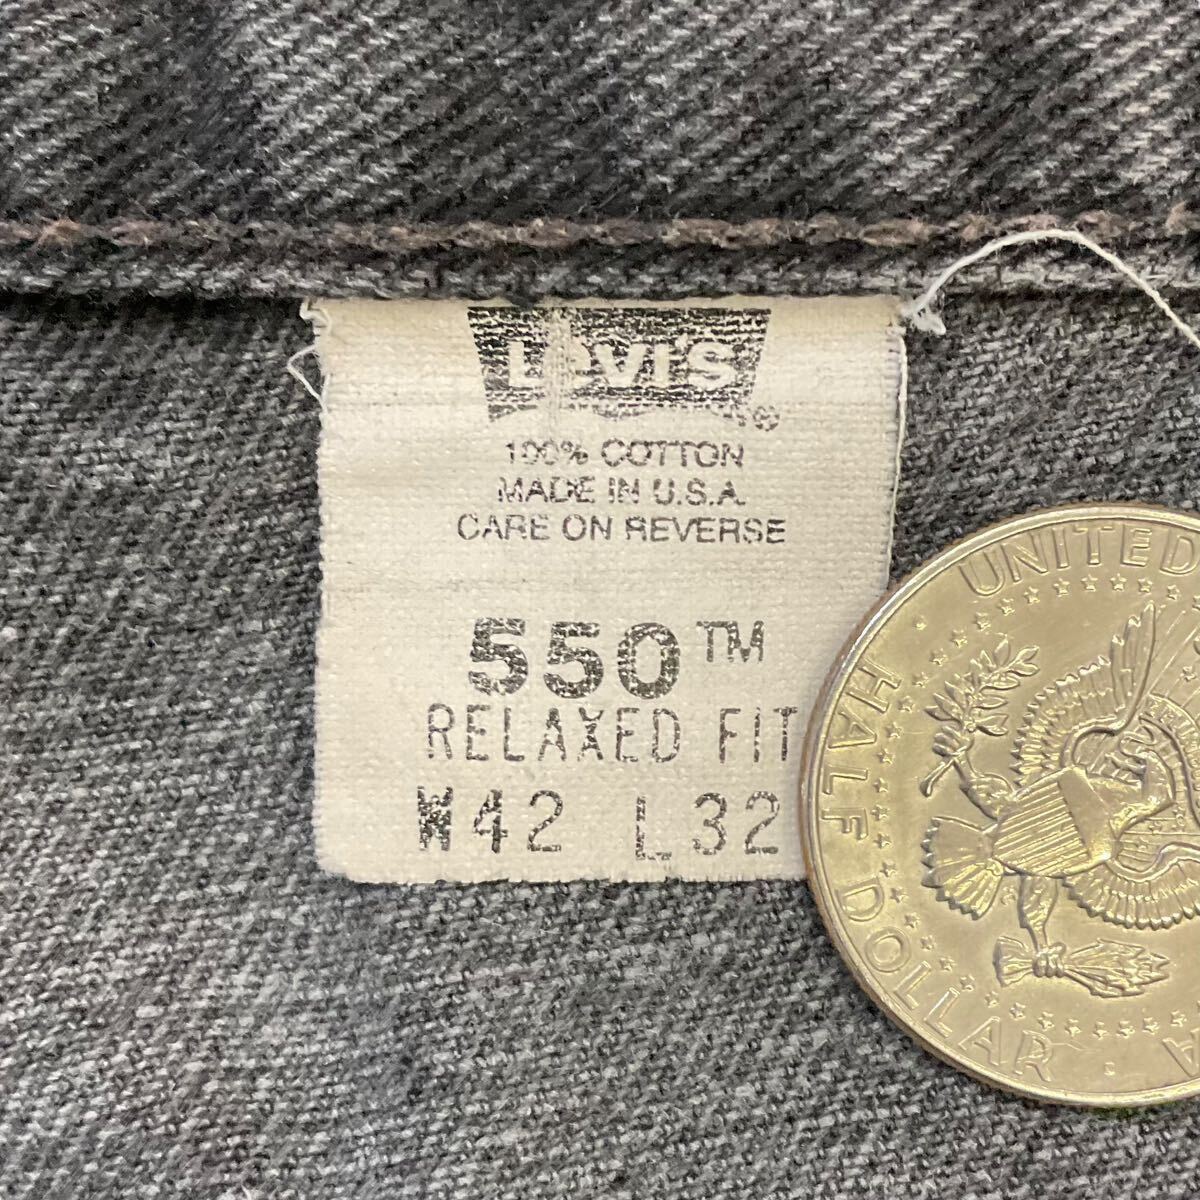 Levi's®
100% COTTON
MADE IN U.S.A.
CARE ON REVERSE
550™
RELAXED FIT
W42 L32
UNITED
HALF DOLLAR